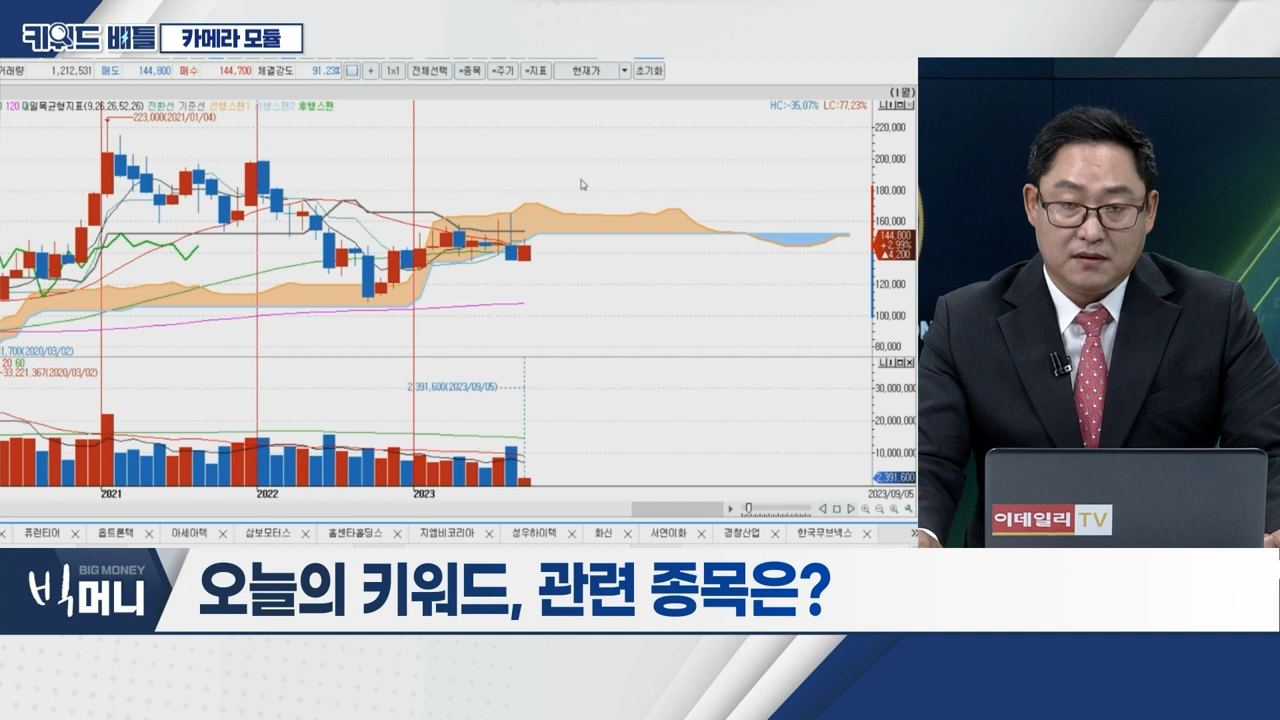 키워드 배틀 카메라 모듈
거래량 1,212,531 매도 144,800 매수 144,700 체결강도 91.23% + 1x1 전체선택 =종목 =주기 =지표 현재가 초기화
(1월)
120 일목균형지표(9,26,26,52,26) 전환선 기준선 선행스팬1 선행스팬2 후행스팬 HC:-35,07% LC:77,23%
223,000(2021/01/04)
220,000
200,000
180,000
160,000
144,800
+2,99%
▲4,200
120,000
100,000
80,000
1,700(2020/03/02)
20 60
33,221,367(2020/03/02)
2,391,600(2023/09/05)
30,000,000
20,000,000
10,000,000
2,391,600
2021 2022 2023 2023/09/05
퓨런티어 옵트론텍 아세아텍 삼보모터스 홈센타홀딩스 지엠비코리아 성우하이텍 화신 서연이화 경창산업 한국무브넥스
이데일리 TV
BIG MONEY
빅머니
오늘의 키워드, 관련 종목은?